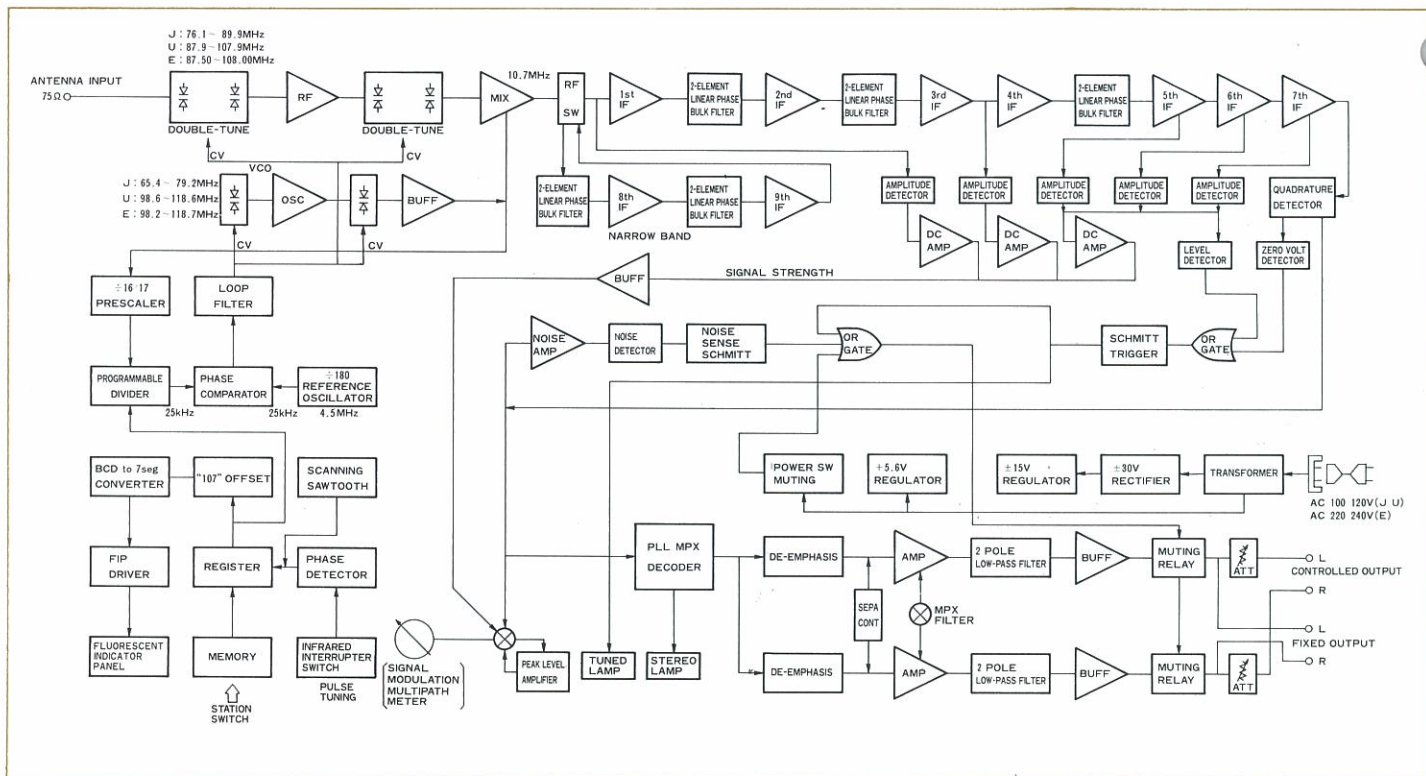 J : 76.1 ~ 89.9MHz
U : 87.9 ~ 107.9MHz
E : 87.50 ~ 108.00MHz
ANTENNA INPUT
75Ω
DOUBLE-TUNE
RF
DOUBLE-TUNE
MIX
10.7MHz
RF
SW
1st
IF
2-ELEMENT
LINEAR PHASE
BULK FILTER
2nd
IF
2-ELEMENT
LINEAR PHASE
BULK FILTER
3rd
IF
4th
IF
2-ELEMENT
LINEAR PHASE
BULK FILTER
5th
IF
6th
IF
7th
IF
CV
VCO
CV
J : 65.4 ~ 79.2MHz
U : 98.6 ~ 118.6MHz
E : 98.2 ~ 118.7MHz
OSC
BUFF
CV
CV
2-ELEMENT
LINEAR PHASE
BULK FILTER
8th
IF
2-ELEMENT
LINEAR PHASE
BULK FILTER
9th
IF
NARROW BAND
AMPLITUDE
DETECTOR
AMPLITUDE
DETECTOR
AMPLITUDE
DETECTOR
AMPLITUDE
DETECTOR
AMPLITUDE
DETECTOR
QUADRATURE
DETECTOR
DC
AMP
DC
AMP
DC
AMP
LEVEL
DETECTOR
ZERO VOLT
DETECTOR
÷16/17
PRESCALER
LOOP
FILTER
BUFF
SIGNAL STRENGTH
NOISE
AMP
NOISE
DETECTOR
NOISE
SENSE
SCHMITT
OR
GATE
SCHMITT
TRIGGER
OR
GATE
PROGRAMMABLE
DIVIDER
PHASE
COMPARATOR
÷180
REFERENCE
OSCILLATOR
25kHz
25kHz
4.5MHz
BCD to 7seg
CONVERTER
"107" OFFSET
SCANNING
SAWTOOTH
POWER SW
MUTING
+5.6V
REGULATOR
±15V
REGULATOR
±30V
RECTIFIER
TRANSFORMER
AC 100 120V(J U)
AC 220 240V(E)
FIP
DRIVER
REGISTER
PHASE
DETECTOR
PLL MPX
DECODER
DE-EMPHASIS
AMP
2 POLE
LOW-PASS FILTER
BUFF
MUTING
RELAY
ATT
L
CONTROLLED OUTPUT
R
SEPA
CONT
MPX
FILTER
L
FIXED OUTPUT
R
FLUORESCENT
INDICATOR
PANEL
MEMORY
INFRARED
INTERRUPTER
SWITCH
PULSE
TUNING
STATION
SWITCH
SIGNAL
MODULATION
MULTIPATH
METER
PEAK LEVEL
AMPLIFIER
TUNED
LAMP
STEREO
LAMP
DE-EMPHASIS
AMP
2 POLE
LOW-PASS FILTER
BUFF
MUTING
RELAY
ATT